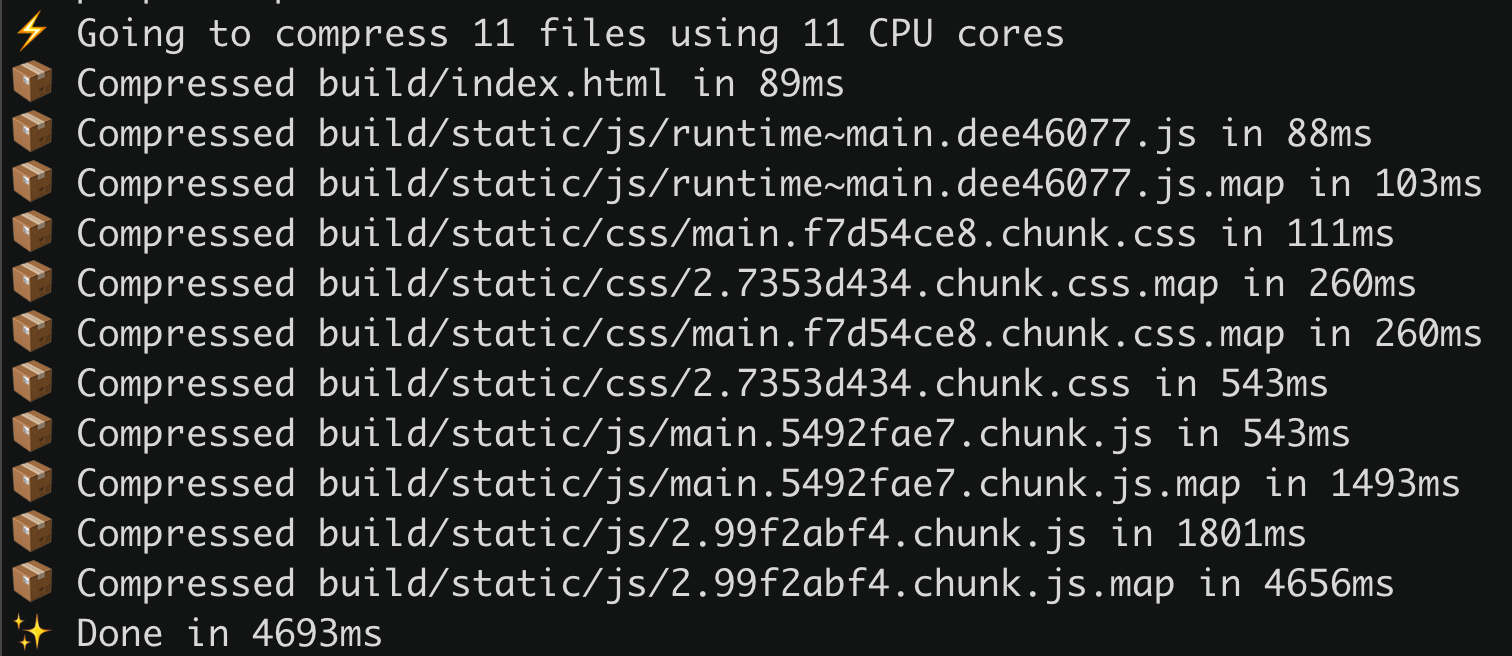 ⚡ Going to compress 11 files using 11 CPU cores
📦 Compressed build/index.html in 89ms
📦 Compressed build/static/js/runtime~main.dee46077.js in 88ms
📦 Compressed build/static/js/runtime~main.dee46077.js.map in 103ms
📦 Compressed build/static/css/main.f7d54ce8.chunk.css in 111ms
📦 Compressed build/static/css/2.7353d434.chunk.css.map in 260ms
📦 Compressed build/static/css/main.f7d54ce8.chunk.css.map in 260ms
📦 Compressed build/static/css/2.7353d434.chunk.css in 543ms
📦 Compressed build/static/js/main.5492fae7.chunk.js in 543ms
📦 Compressed build/static/js/main.5492fae7.chunk.js.map in 1493ms
📦 Compressed build/static/js/2.99f2abf4.chunk.js in 1801ms
📦 Compressed build/static/js/2.99f2abf4.chunk.js.map in 4656ms
✨ Done in 4693ms